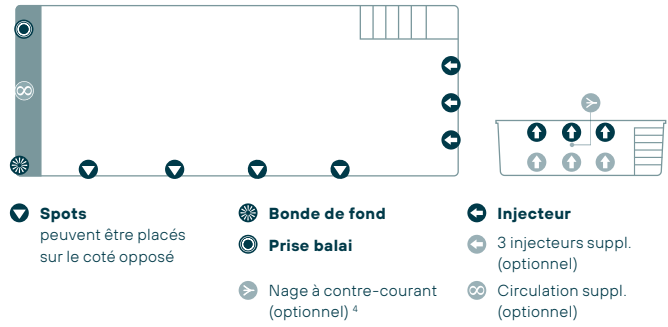 Spots
peuvent être placés
sur le coté opposé
Bonde de fond
Prise balai
Nage à contre-courant
(optionnel) 4
Injecteur
3 injecteurs suppl.
(optionnel)
Circulation suppl.
(optionnel)